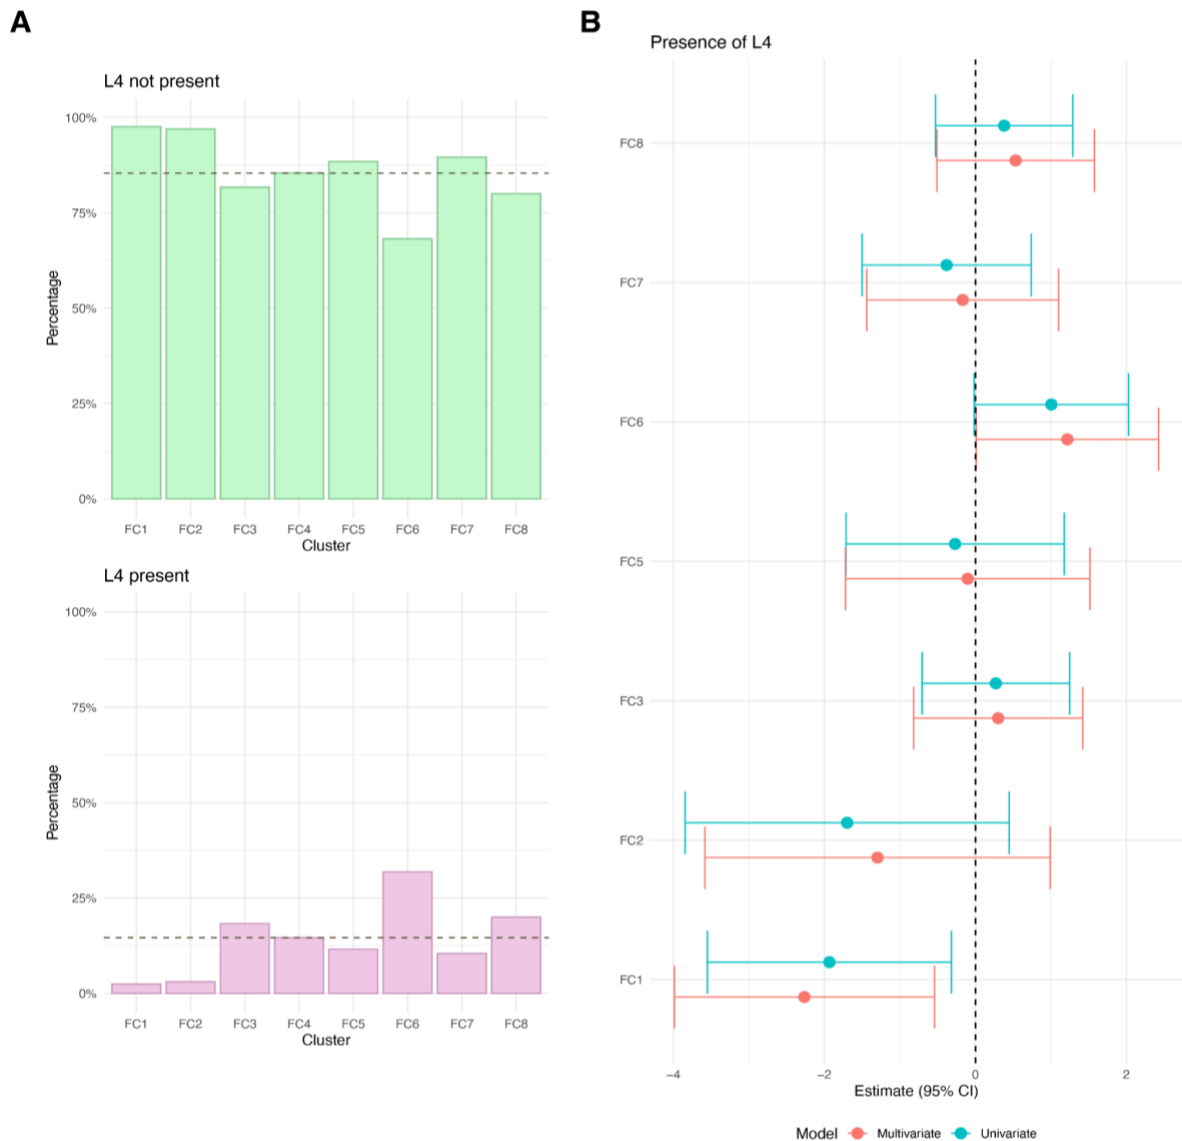 A
L4 not present
100%
75%
50%
25%
0%
Percentage
FC1 FC2 FC3 FC4 FC5 FC6 FC7 FC8
Cluster
L4 present
100%
75%
50%
25%
0%
Percentage
FC1 FC2 FC3 FC4 FC5 FC6 FC7 FC8
Cluster
B
Presence of L4
FC8
FC7
FC6
FC5
FC3
FC2
FC1
−4 −2 0 2
Estimate (95% CI)
Model Multivariate Univariate